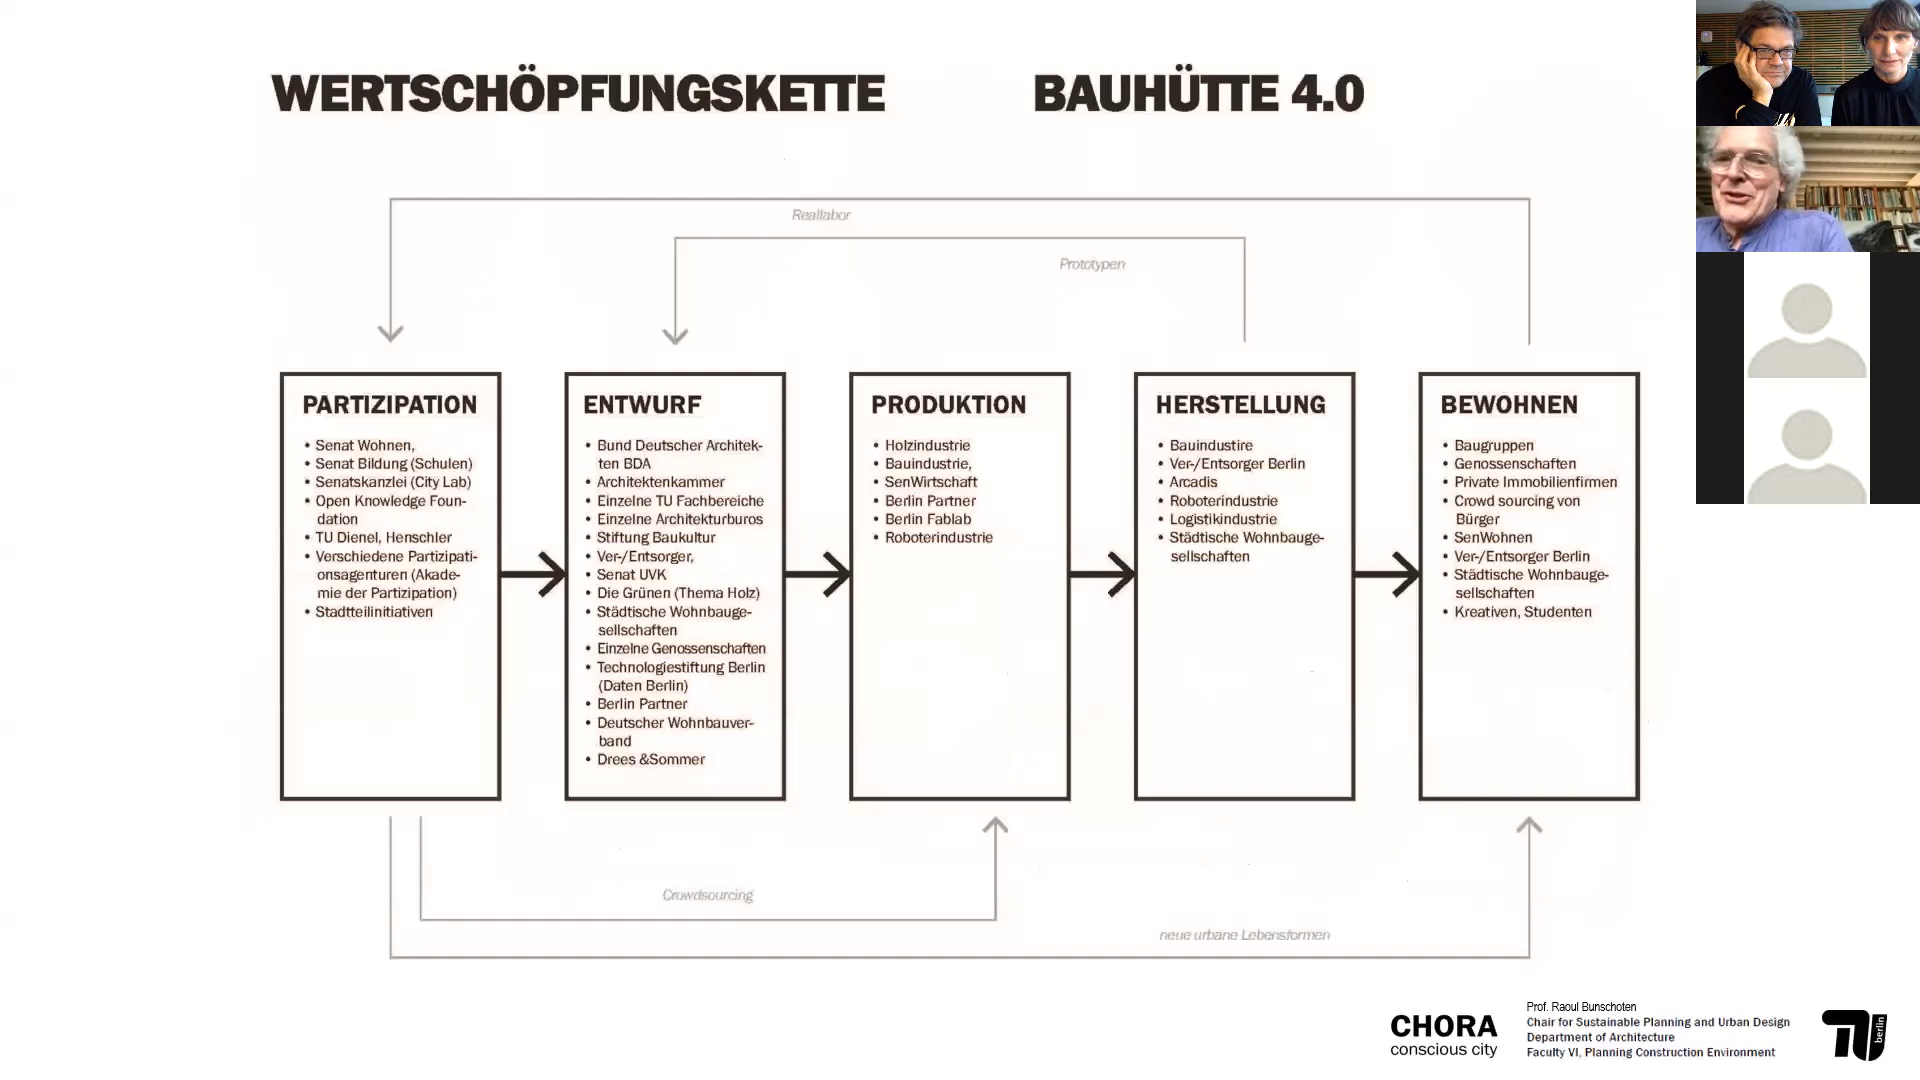 WERTSCHÖPFUNGSKETTE
BAUHÜTTE 4.0
Reallabor
Prototypen
PARTIZIPATION
• Senat Wohnen,
• Senat Bildung (Schulen)
• Senatskanzlei (City Lab)
• Open Knowledge Foun-
dation
• TU Dienel, Henschler
• Verschiedene Partizipati-
onsagenturen (Akade-
mie der Partizipation)
• Stadtteilinitiativen
ENTWURF
• Bund Deutscher Architek-
ten BDA
• Architektenkammer
• Einzelne TU Fachbereiche
• Einzelne Architekturburos
• Stiftung Baukultur
• Ver-/Entsorger,
• Senat UVK
• Die Grünen (Thema Holz)
• Städtische Wohnbauge-
sellschaften
• Einzelne Genossenschaften
• Technologiestiftung Berlin
(Daten Berlin)
• Berlin Partner
• Deutscher Wohnbauver-
band
• Drees &Sommer
PRODUKTION
• Holzindustrie
• Bauindustrie,
• SenWirtschaft
• Berlin Partner
• Berlin Fablab
• Roboterindustrie
HERSTELLUNG
• Bauindustire
• Ver-/Entsorger Berlin
• Arcadis
• Roboterindustrie
• Logistikindustrie
• Städtische Wohnbauge-
sellschaften
BEWOHNEN
• Baugruppen
• Genossenschaften
• Private Immobilienfirmen
• Crowd sourcing von
Bürger
• SenWohnen
• Ver-/Entsorger Berlin
• Städtische Wohnbauge-
sellschaften
• Kreativen, Studenten
Crowdsourcing
neue urbane Lebensformen
CHORA
conscious city
Prof. Raoul Bunschoten
Chair for Sustainable Planning and Urban Design
Department of Architecture
Faculty VI, Planning Construction Environment
TU
berlin